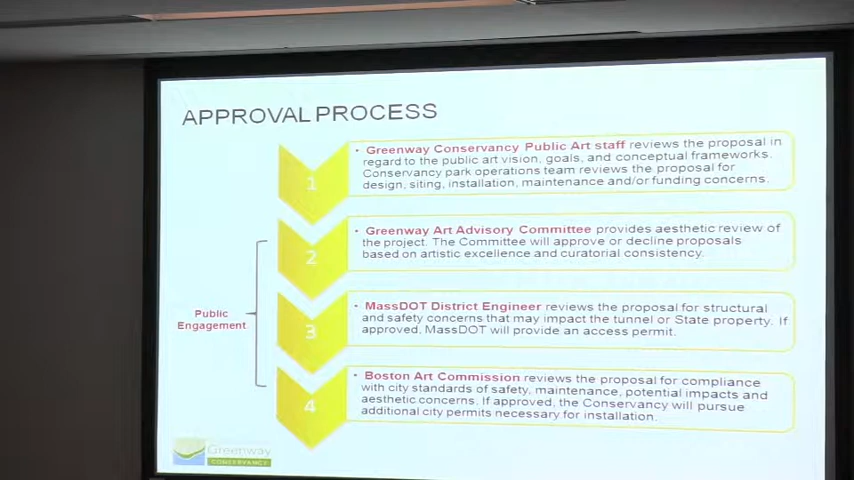 APPROVAL PROCESS
1
• Greenway Conservancy Public Art staff reviews the proposal in
regard to the public art vision, goals, and conceptual frameworks.
Conservancy park operations team reviews the proposal for
design, siting, installation, maintenance and/or funding concerns.
2
• Greenway Art Advisory Committee provides aesthetic review of
the project. The Committee will approve or decline proposals
based on artistic excellence and curatorial consistency.
Public
Engagement
3
• MassDOT District Engineer reviews the proposal for structural
and safety concerns that may impact the tunnel or State property. If
approved, MassDOT will provide an access permit.
4
• Boston Art Commission reviews the proposal for compliance
with city standards of safety, maintenance, potential impacts and
aesthetic concerns. If approved, the Conservancy will pursue
additional city permits necessary for installation.
Greenway
CONSERVANCY